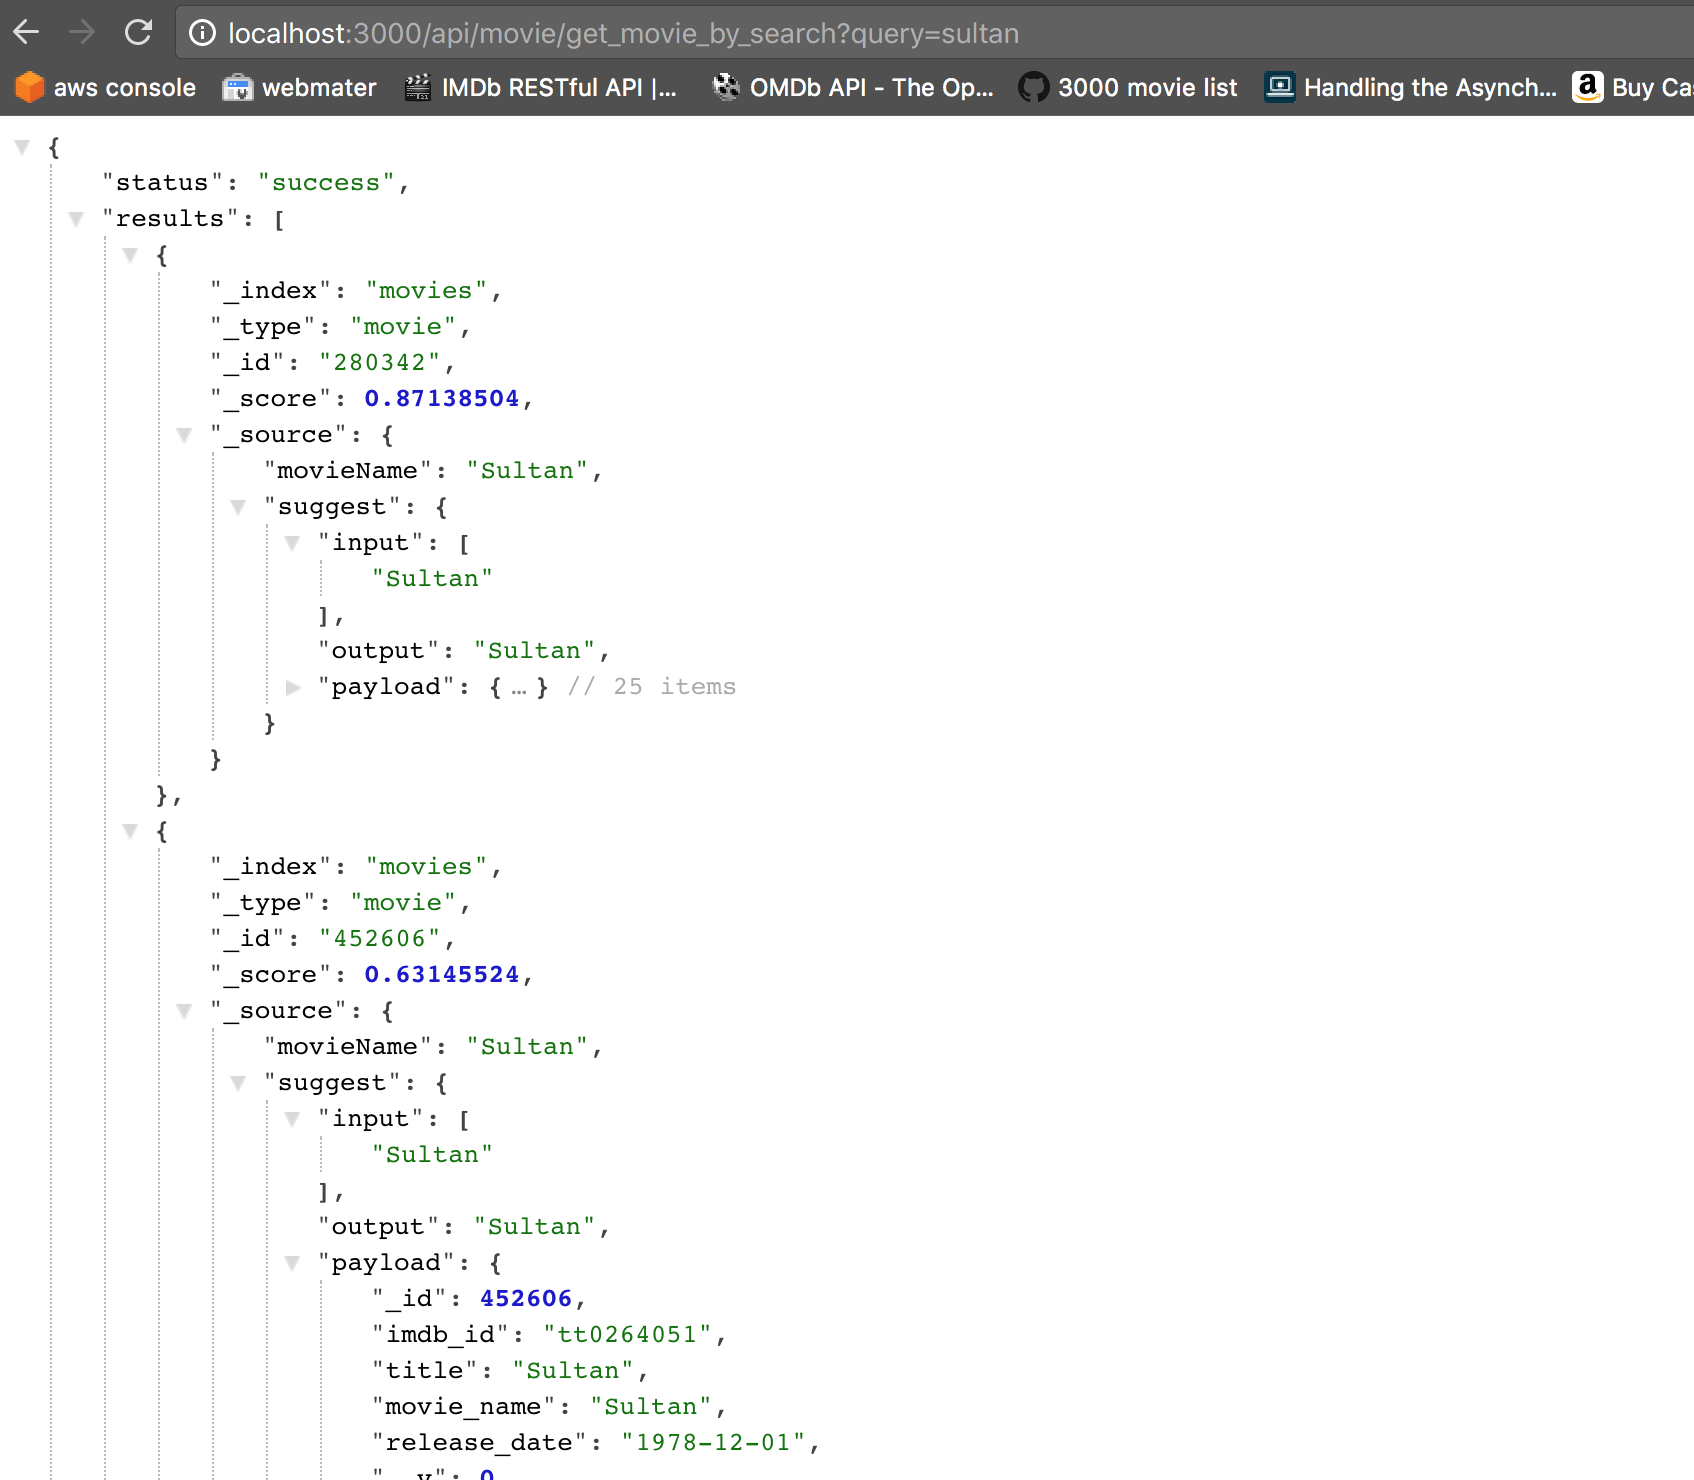 localhost:3000/api/movie/get_movie_by_search?query=sultan
aws console webmater IMDb RESTful API |... OMDb API - The Op... 3000 movie list Handling the Asynch... Buy Cas
{
"status": "success",
"results": [
{
"_index": "movies",
"_type": "movie",
"_id": "280342",
"_score": 0.87138504,
"_source": {
"movieName": "Sultan",
"suggest": {
"input": [
"Sultan"
],
"output": "Sultan",
"payload": { … } // 25 items
}
}
},
{
"_index": "movies",
"_type": "movie",
"_id": "452606",
"_score": 0.63145524,
"_source": {
"movieName": "Sultan",
"suggest": {
"input": [
"Sultan"
],
"output": "Sultan",
"payload": {
"_id": 452606,
"imdb_id": "tt0264051",
"title": "Sultan",
"movie_name": "Sultan",
"release_date": "1978-12-01",
"__v": 0